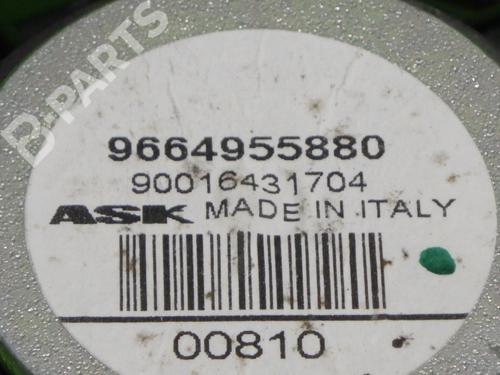 B-PARTS
9664955880
90016431704
ASK MADE IN ITALY
00810